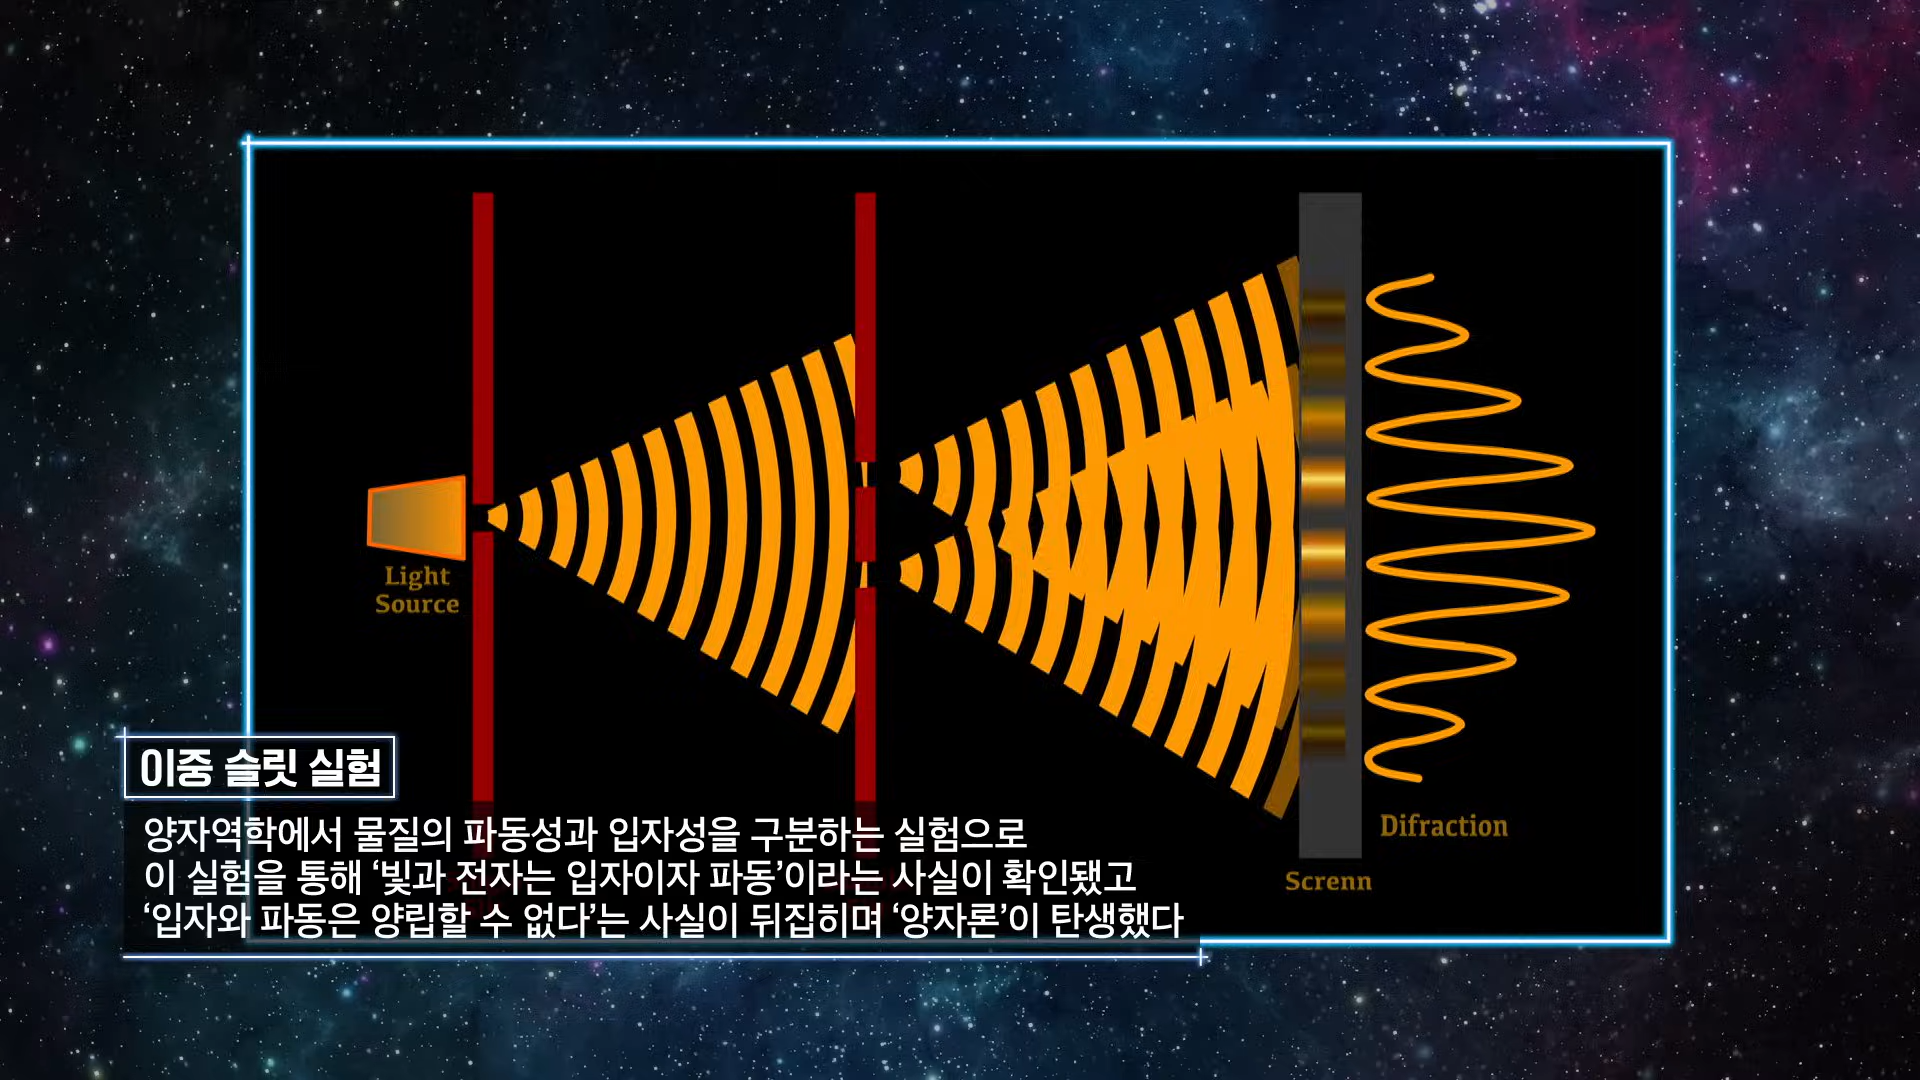 Light
Source
Difraction
Screnn
이중 슬릿 실험
양자역학에서 물질의 파동성과 입자성을 구분하는 실험으로
이 실험을 통해 ‘빛과 전자는 입자이자 파동’이라는 사실이 확인됐고
‘입자와 파동은 양립할 수 없다’는 사실이 뒤집히며 ‘양자론’이 탄생했다